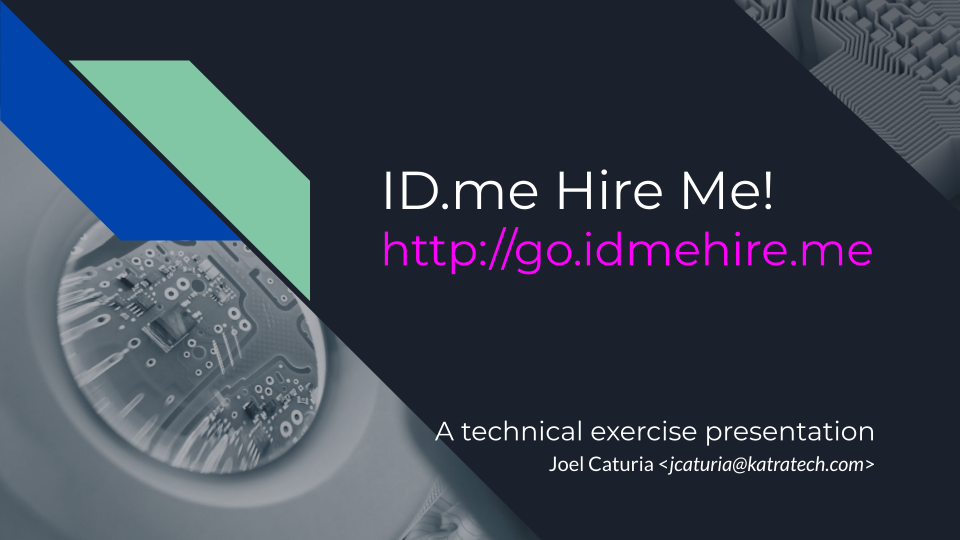 ID.me Hire Me!
http://go.idmehire.me
A technical exercise presentation
Joel Caturia <jcaturia@katratech.com>